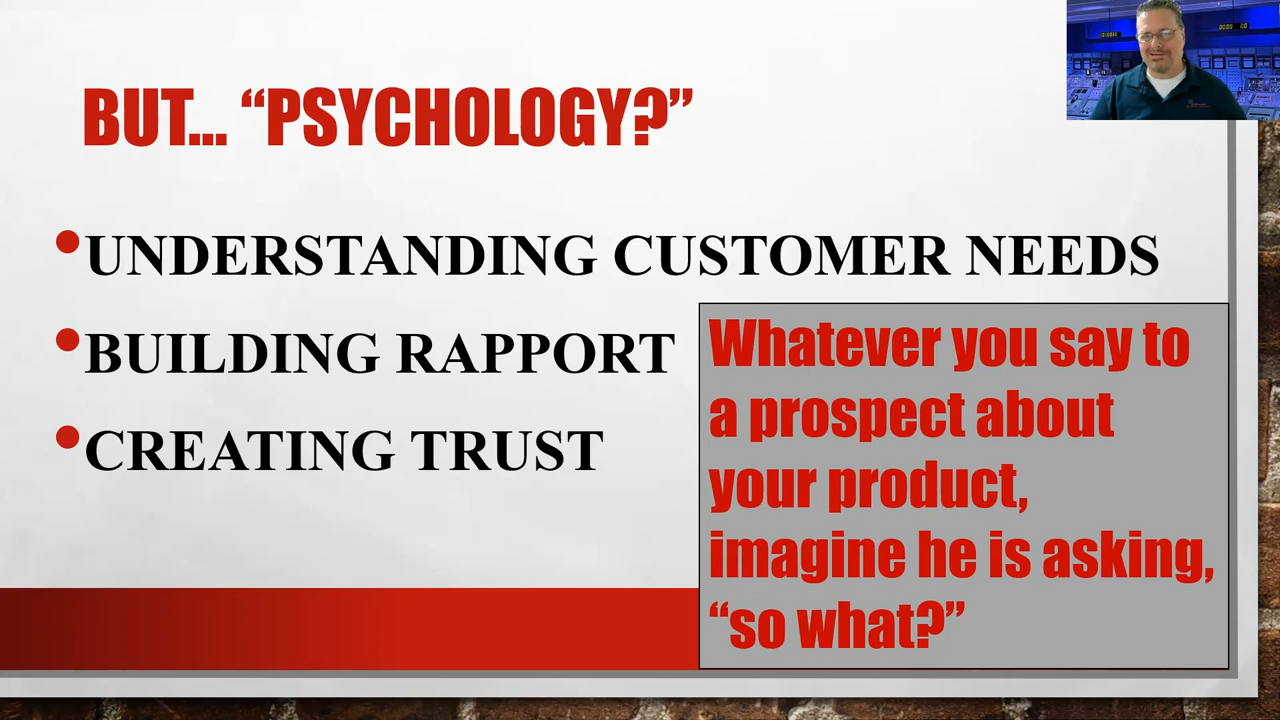 BUT... “PSYCHOLOGY?”
•UNDERSTANDING CUSTOMER NEEDS
•BUILDING RAPPORT
•CREATING TRUST
Whatever you say to
a prospect about
your product,
imagine he is asking,
“so what?”